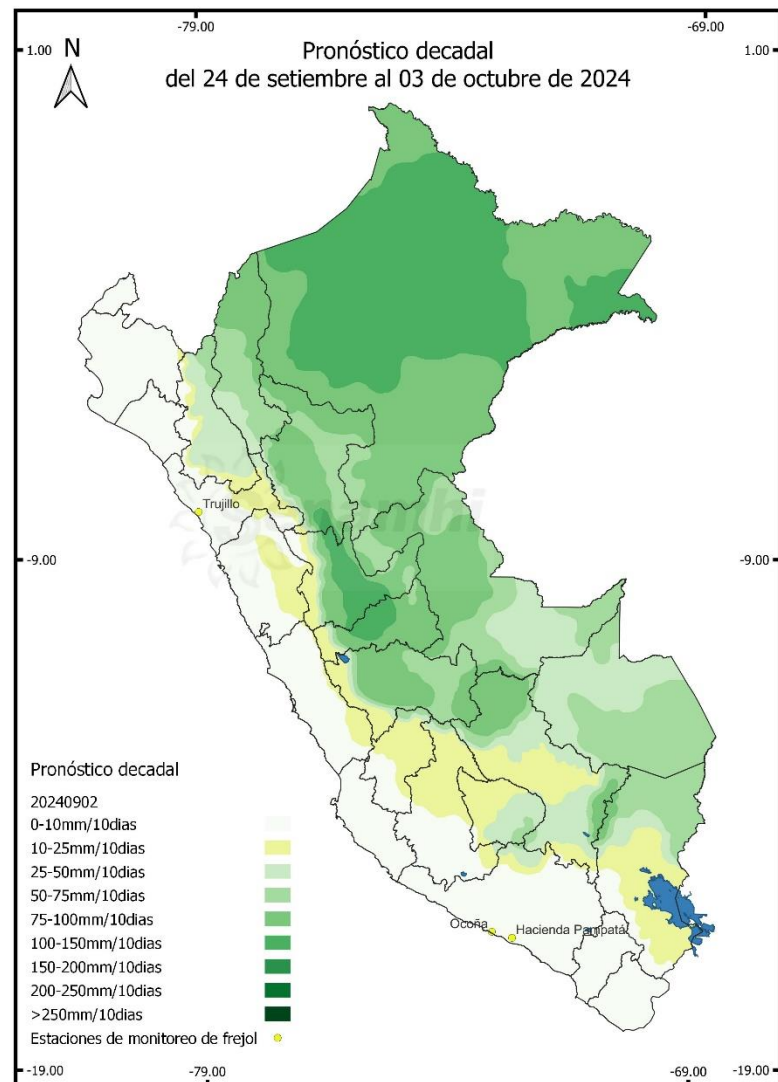 -79.00
-69.00
1.00
1.00
N
Pronóstico decadal
del 24 de setiembre al 03 de octubre de 2024
Senamhi
Trujillo
-9.00
-9.00
Ocoña
Hacienda Pampata
Pronóstico decadal
20240902
0-10mm/10dias
10-25mm/10dias
25-50mm/10dias
50-75mm/10dias
75-100mm/10dias
100-150mm/10dias
150-200mm/10dias
200-250mm/10dias
>250mm/10dias
Estaciones de monitoreo de frejol
-19.00
-19.00
-79.00
-69.00